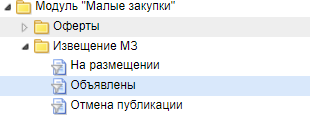 Модуль "Малые закупки"
Оферты
Извещение МЗ
На размещении
Объявлены
Отмена публикации